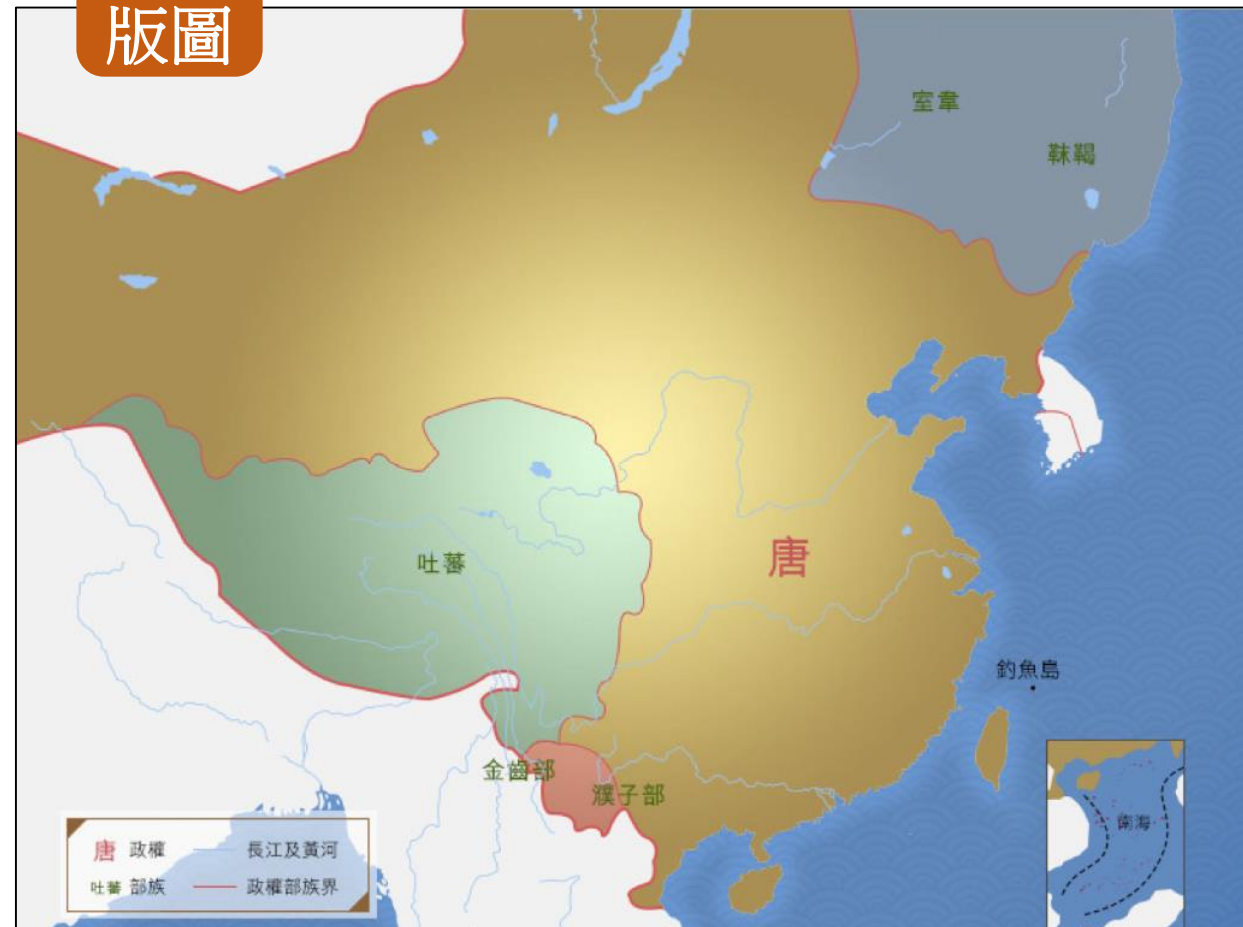 版圖
室韋
靺鞨
吐蕃
唐
釣魚島
金齒部
濮子部
南海
唐 政權 長江及黃河
吐蕃 部族 政權部族界